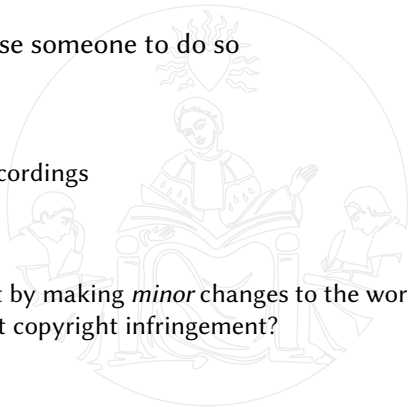 se someone to do so
cordings
t by making minor changes to the wor
t copyright infringement?